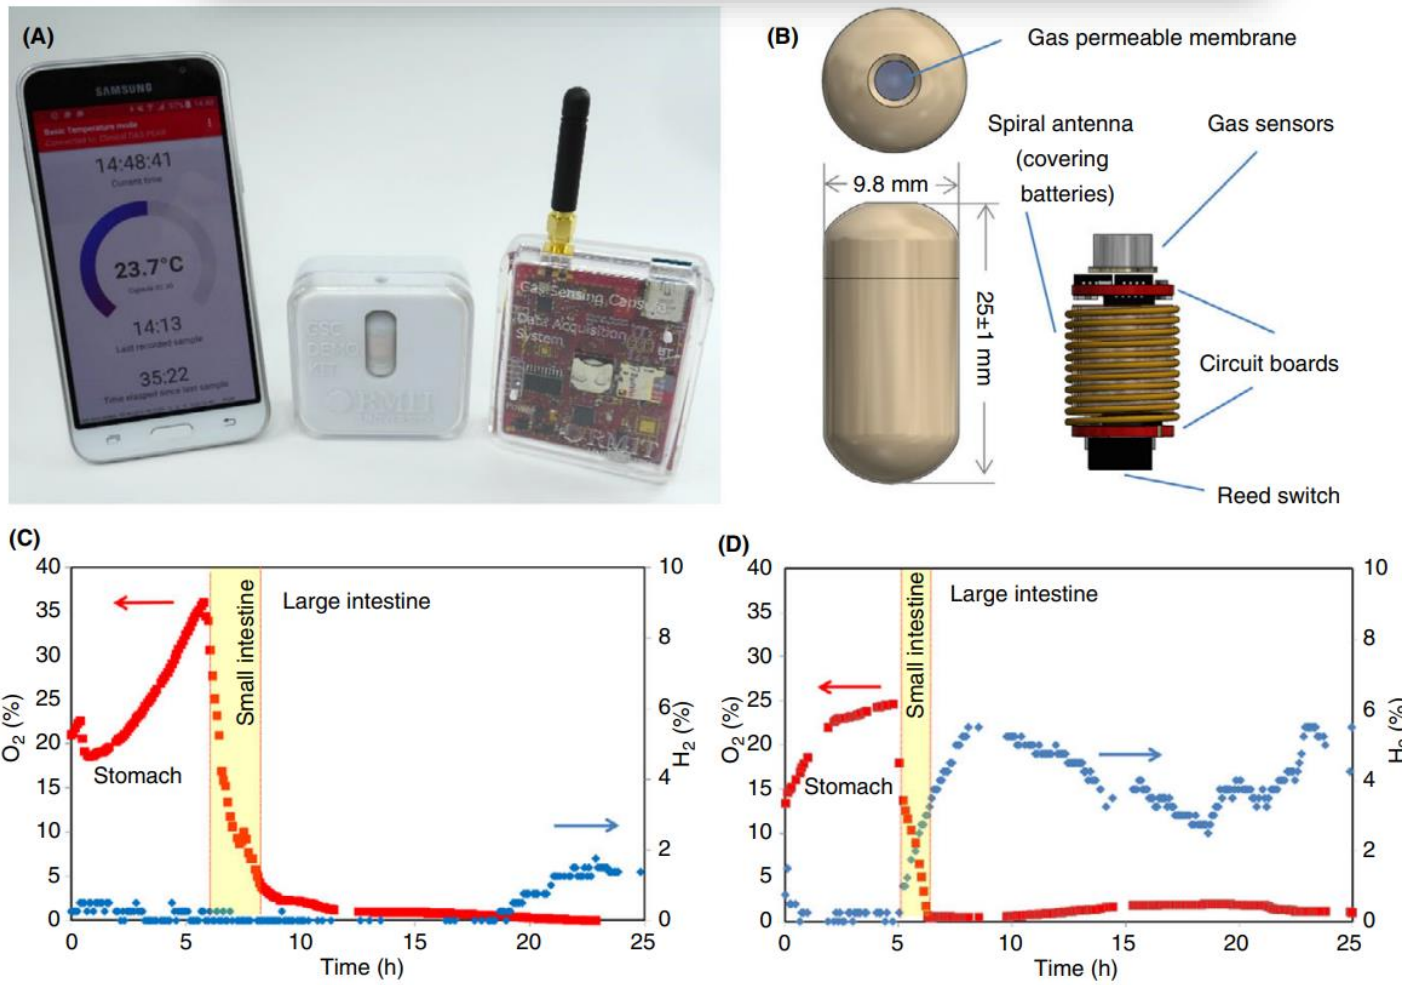 (A)
SAMSUNG
Basic Temperature mode
14:48:41
Current time
23.7°C
14:13
Last recorded sample
35:22
Time elapsed since last sample
GSC
DEMO
KIT
RMIT
Gas Sensing Capsule
Data Acquisition
System
RMIT
(B)
Gas permeable membrane
Spiral antenna
(covering
batteries)
Gas sensors
9.8 mm
25±1 mm
Circuit boards
Reed switch
(C)
40
35
30
25
20
15
10
5
0
O₂ (%)
Stomach
Small intestine
Large intestine
10
8
6
4
2
0
H₂ (%)
0
5
10
15
20
25
Time (h)
(D)
40
35
30
25
20
15
10
5
0
O₂ (%)
Stomach
Small intestine
Large intestine
10
8
6
4
2
0
0
5
10
15
20
25
Time (h)